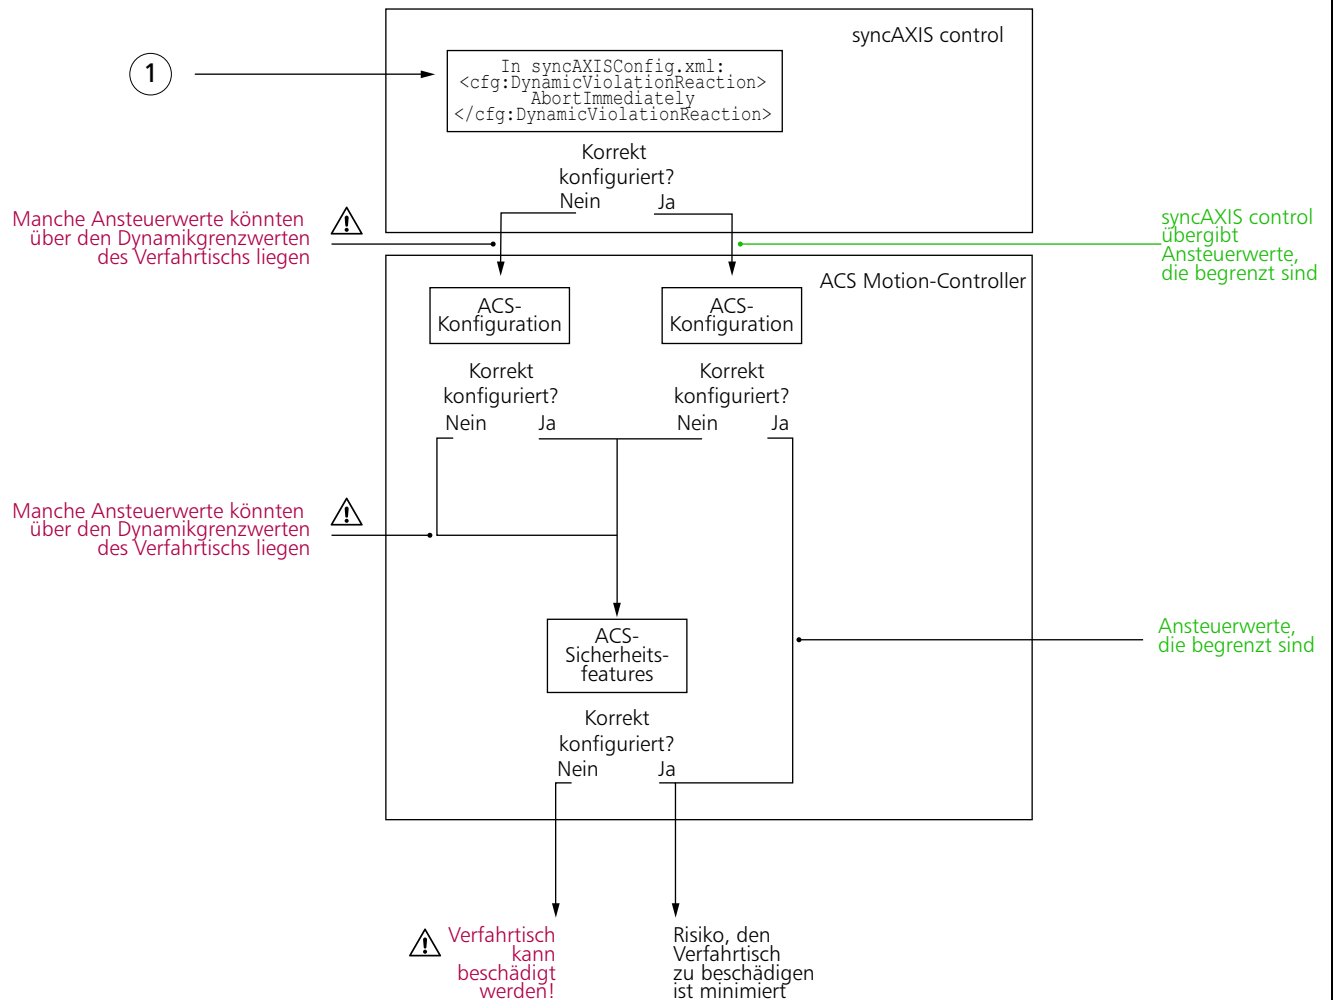 syncAXIS control
1
In syncAXISConfig.xml:
<cfg:DynamicViolationReaction>
AbortImmediately
</cfg:DynamicViolationReaction>
Korrekt
konfiguriert?
Nein
Ja
Manche Ansteuerwerte könnten
über den Dynamikgrenzwerten
des Verfahrtischs liegen
syncAXIS control
übergibt
Ansteuerwerte,
die begrenzt sind
ACS Motion-Controller
ACS-
Konfiguration
ACS-
Konfiguration
Korrekt
konfiguriert?
Nein
Ja
Korrekt
konfiguriert?
Nein
Ja
Manche Ansteuerwerte könnten
über den Dynamikgrenzwerten
des Verfahrtischs liegen
ACS-
Sicherheits-
features
Ansteuerwerte,
die begrenzt sind
Korrekt
konfiguriert?
Nein
Ja
Verfahrtisch
kann
beschädigt
werden!
Risiko, den
Verfahrtisch
zu beschädigen
ist minimiert